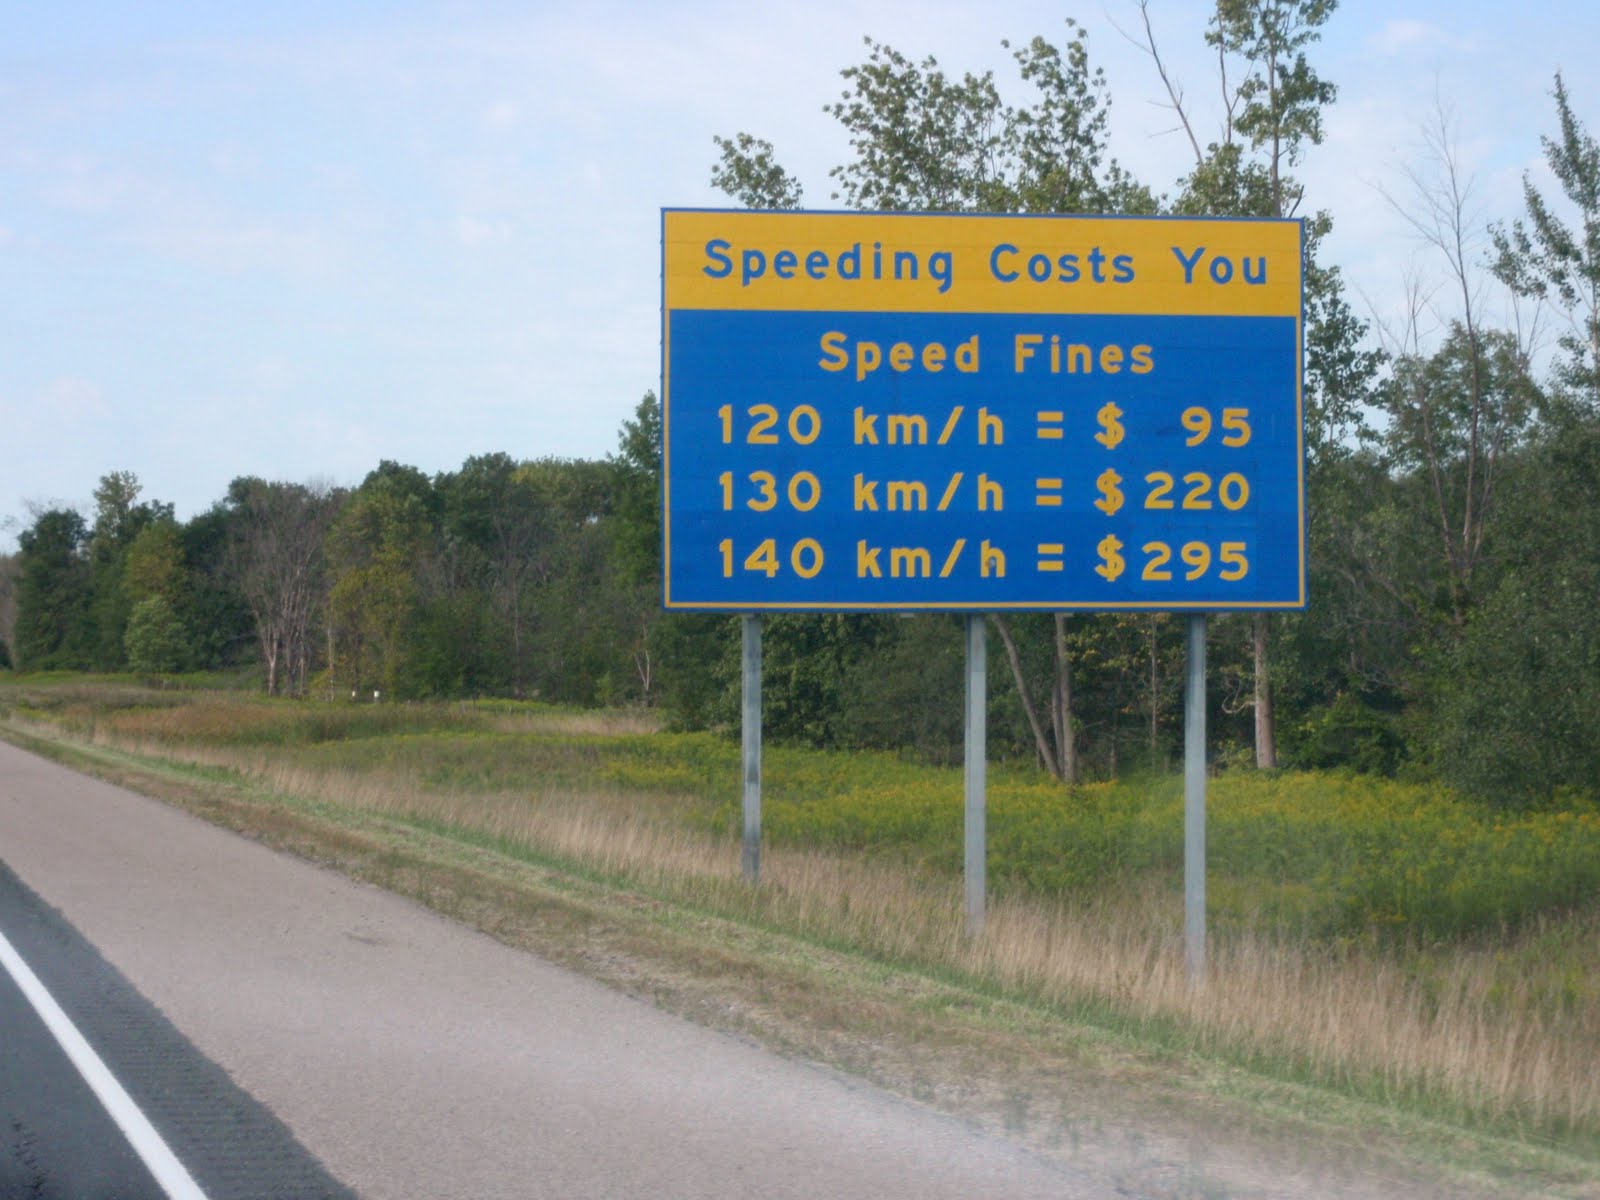 Speeding Costs You
Speed Fines
120 km/h = $ 95
130 km/h = $220
140 km/h = $295